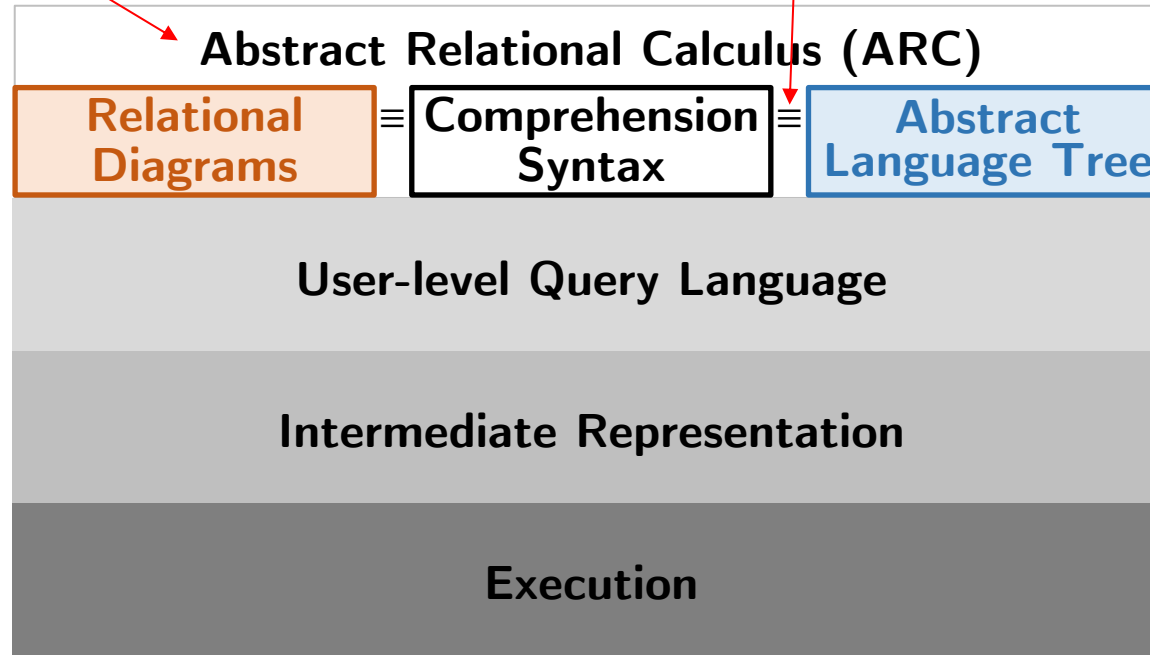 Abstract Relational Calculus (ARC)
Relational ≡ Comprehension ≡ Abstract
Diagrams Syntax Language Tree
User-level Query Language
Intermediate Representation
Execution